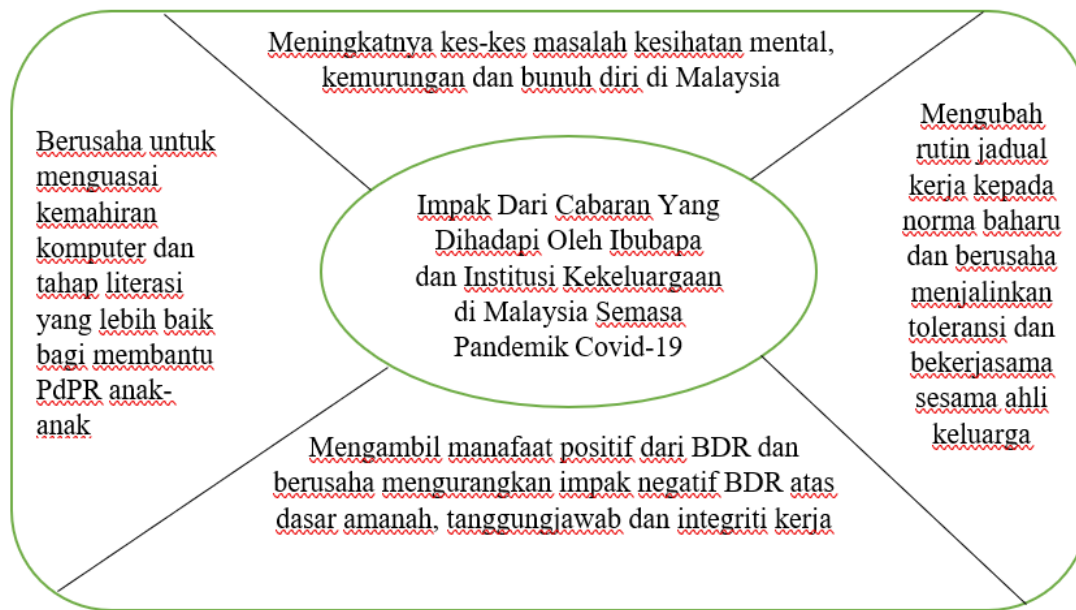 Meningkatnya kes-kes masalah kesihatan mental,
kemurungan dan bunuh diri di Malaysia
Berusaha untuk
menguasai
kemahiran
komputer dan
tahap literasi
yang lebih baik
bagi membantu
PdPR anak-
anak
Impak Dari Cabaran Yang
Dihadapi Oleh Ibubapa
dan Institusi Kekeluargaan
di Malaysia Semasa
Pandemik Covid-19
Mengubah
rutin jadual
kerja kepada
norma baharu
dan berusaha
menjalinkan
toleransi dan
bekerjasama
sesama ahli
keluarga
Mengambil manafaat positif dari BDR dan
berusaha mengurangkan impak negatif BDR atas
dasar amanah, tanggungjawab dan integriti kerja